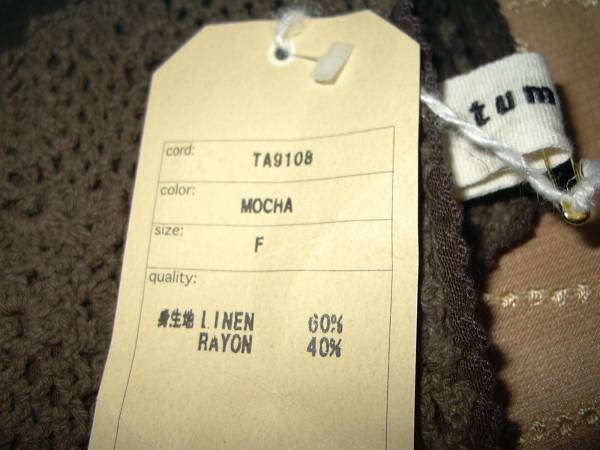 cord: TA9108
color: MOCHA
size: F
quality:
身生地 LINEN 60%
RAYON 40%
tum